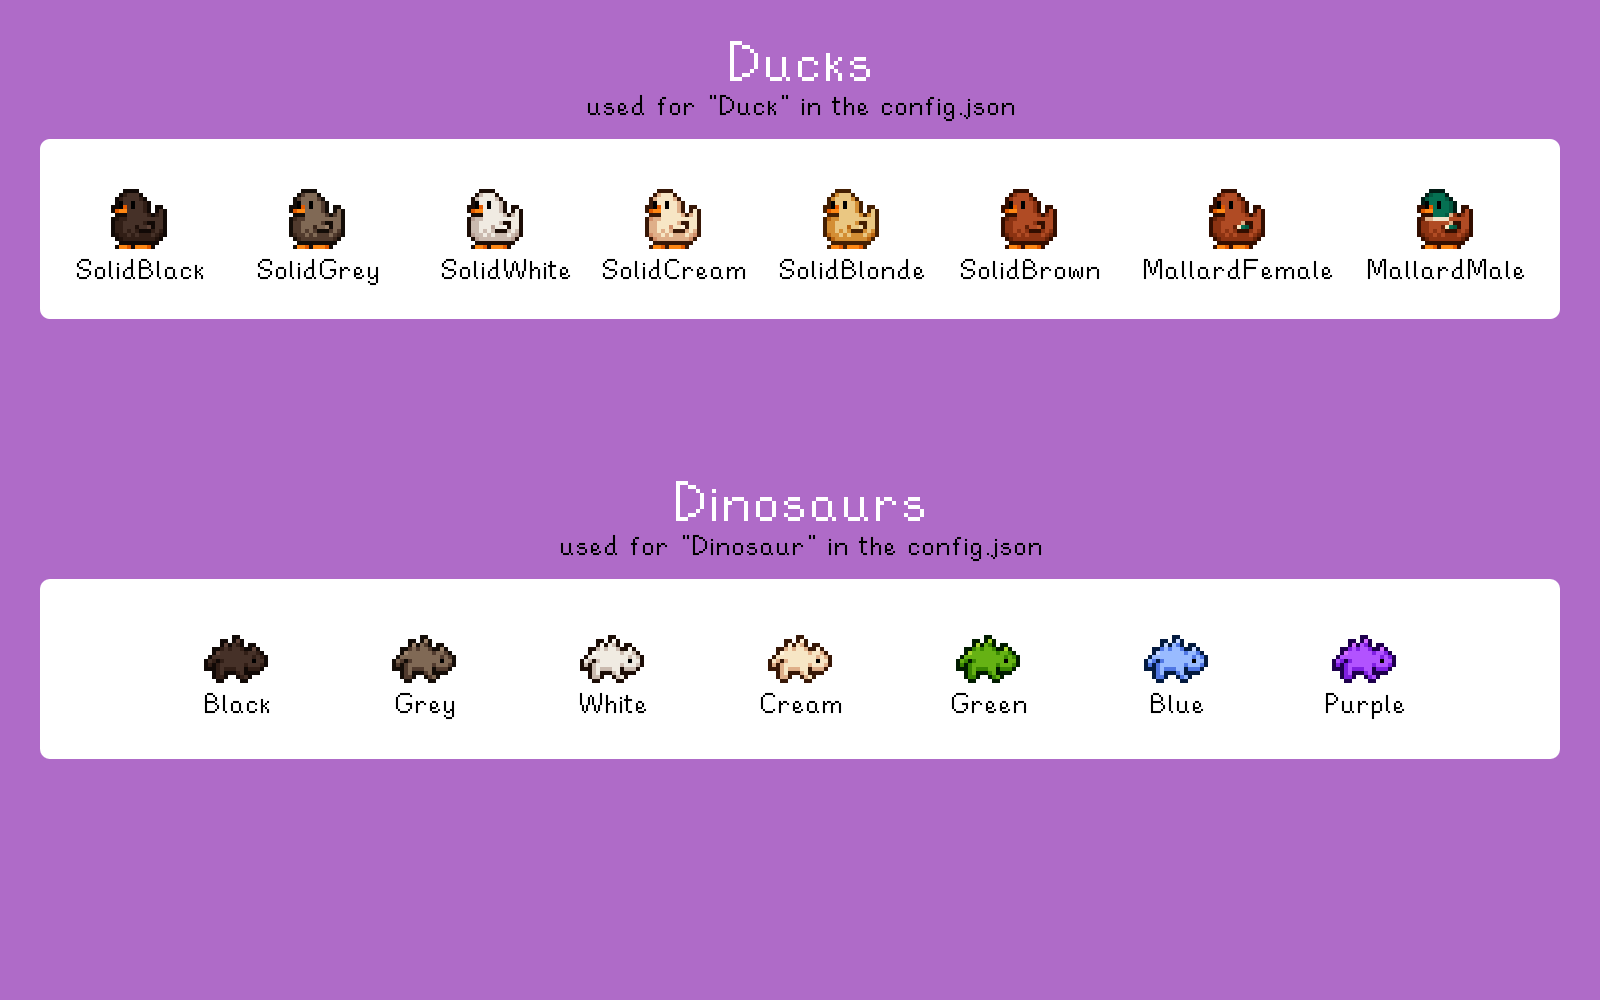 Ducks
used for "Duck" in the config.json
SolidBlack SolidGrey SolidWhite SolidCream SolidBlonde SolidBrown MallardFemale MallardMale
Dinosaurs
used for "Dinosaur" in the config.json
Black Grey White Cream Green Blue Purple